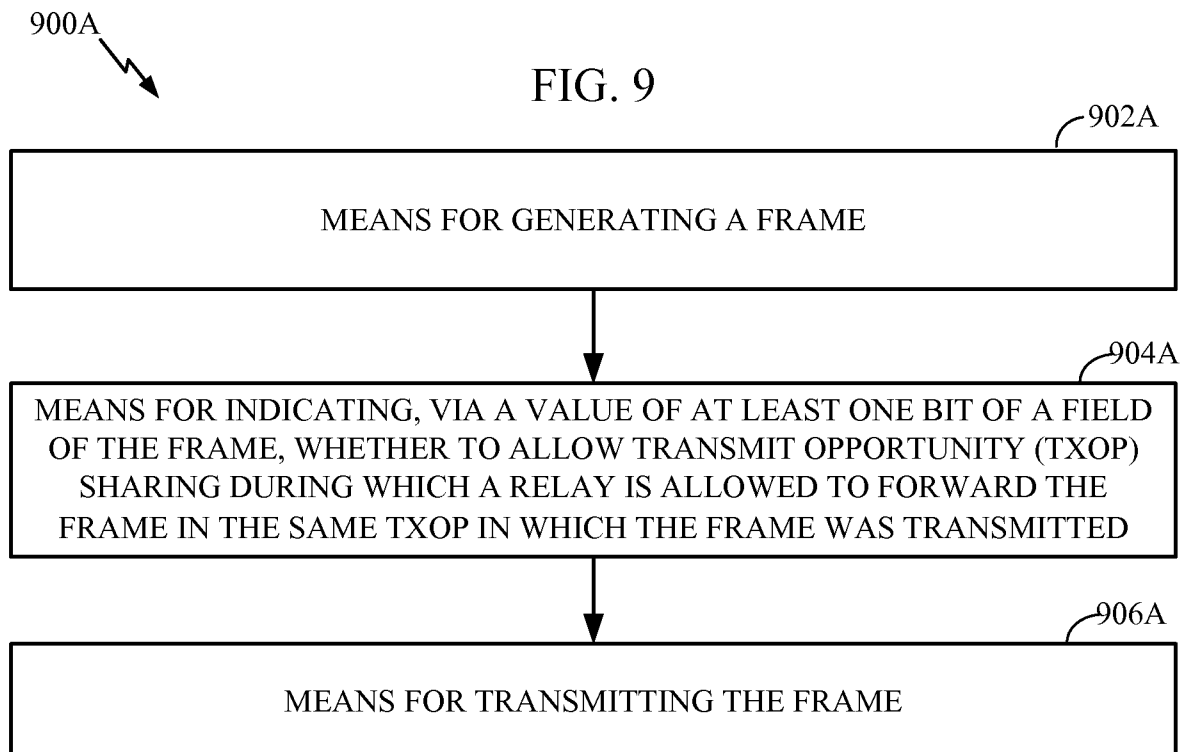 900A
FIG. 9
902A
MEANS FOR GENERATING A FRAME
904A
MEANS FOR INDICATING, VIA A VALUE OF AT LEAST ONE BIT OF A FIELD
OF THE FRAME, WHETHER TO ALLOW TRANSMIT OPPORTUNITY (TXOP)
SHARING DURING WHICH A RELAY IS ALLOWED TO FORWARD THE
FRAME IN THE SAME TXOP IN WHICH THE FRAME WAS TRANSMITTED
906A
MEANS FOR TRANSMITTING THE FRAME